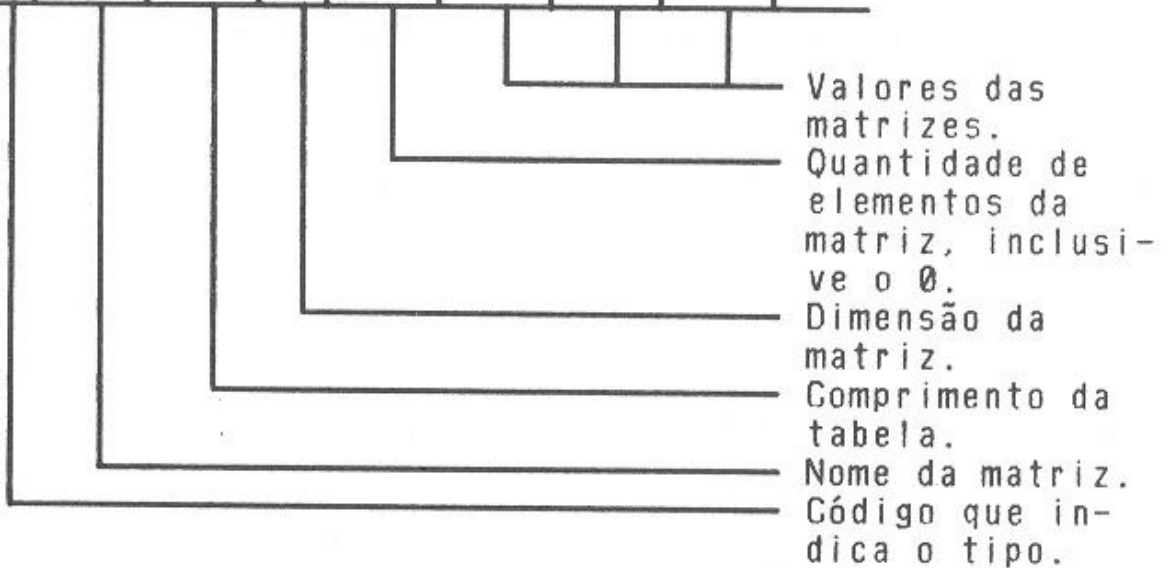 Valores das
matrizes.
Quantidade de
elementos da
matriz, inclusi-
ve o 0.
Dimensão da
matriz.
Comprimento da
tabela.
Nome da matriz.
Código que in-
dica o tipo.